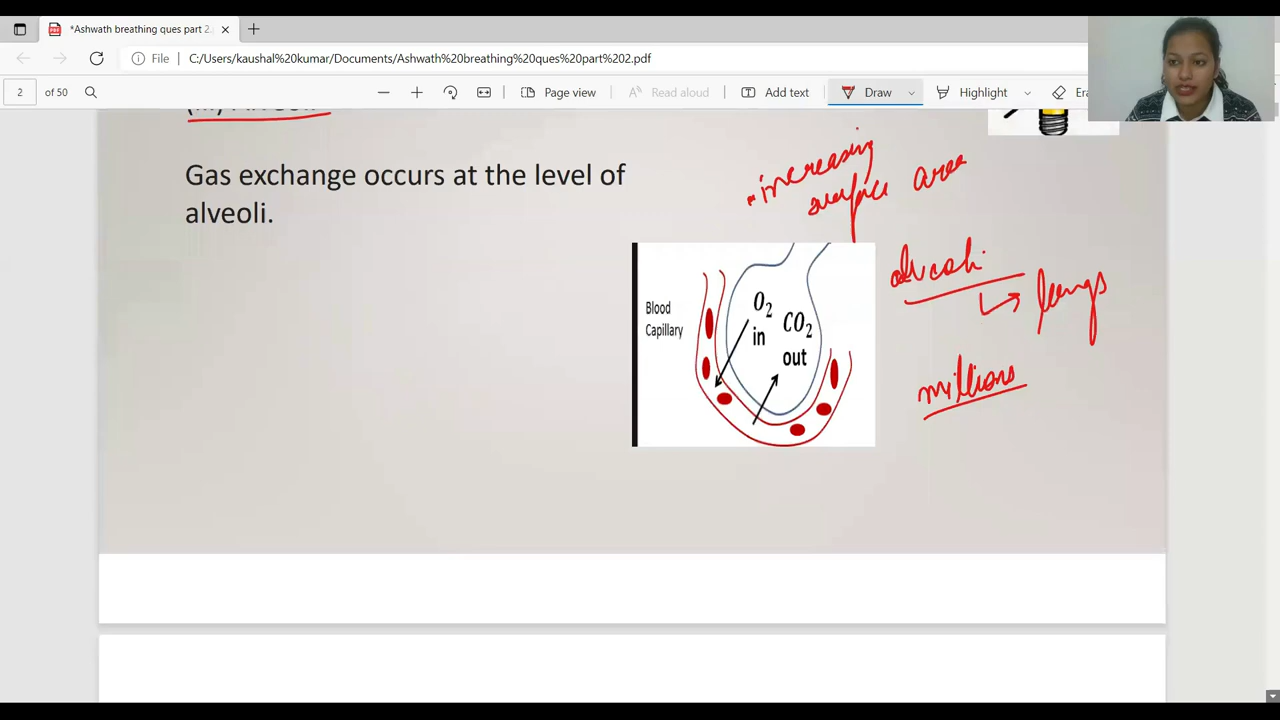 *Ashwath breathing ques part 2.
File
C:/Users/kaushal%20kumar/Documents/Ashwath%20breathing%20ques%20part%202.pdf
2 of 50
Page view
Read aloud
Add text
Draw
Highlight
Era
Gas exchange occurs at the level of
alveoli.
increasing
surface area
alveoli
lungs
millions
Blood
Capillary
O2
in
CO2
out